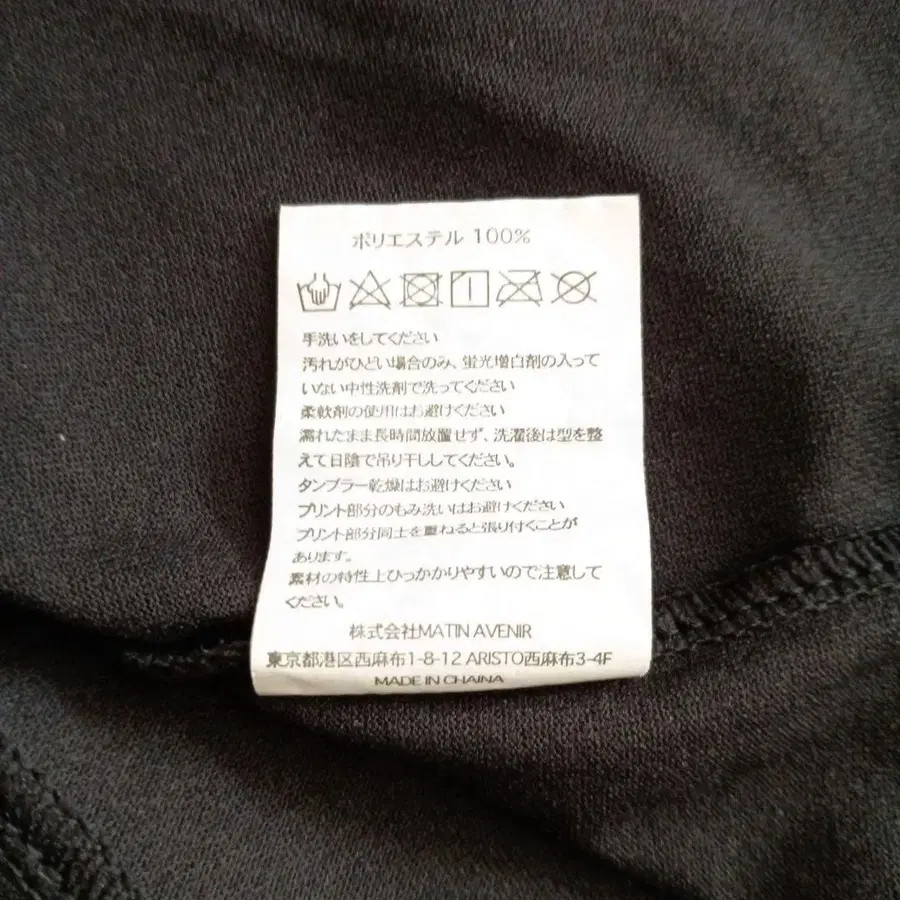 ポリエステル 100%
手洗いをしてください
汚れがひどい場合のみ、蛍光増白剤の入って
いない中性洗剤で洗ってください
柔軟剤の使用はお避けください
濡れたまま長時間放置せず、洗濯後は型を整
えて日陰で吊り干ししてください。
タンブラー乾燥はお避けください
プリント部分のもみ洗いはお避けください
プリント部分同士を重ねると張り付くことが
あります。
素材の特性上ひっかかりやすいので注意して
ください。
株式会社MATIN AVENIR
東京都港区西麻布1-8-12 ARISTO西麻布3-4F
MADE IN CHAINA